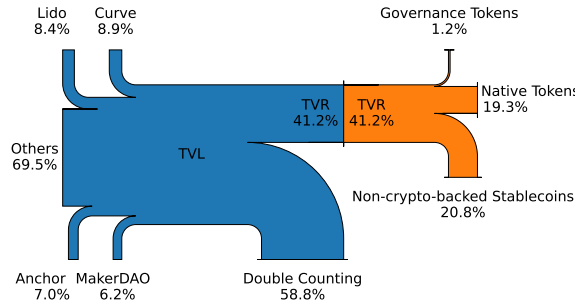 Lido
8.4%
Curve
8.9%
Governance Tokens
1.2%
TVR
41.2%
TVR
41.2%
Native Tokens
19.3%
Others
69.5%
TVL
Non-crypto-backed Stablecoins
20.8%
Anchor
7.0%
MakerDAO
6.2%
Double Counting
58.8%